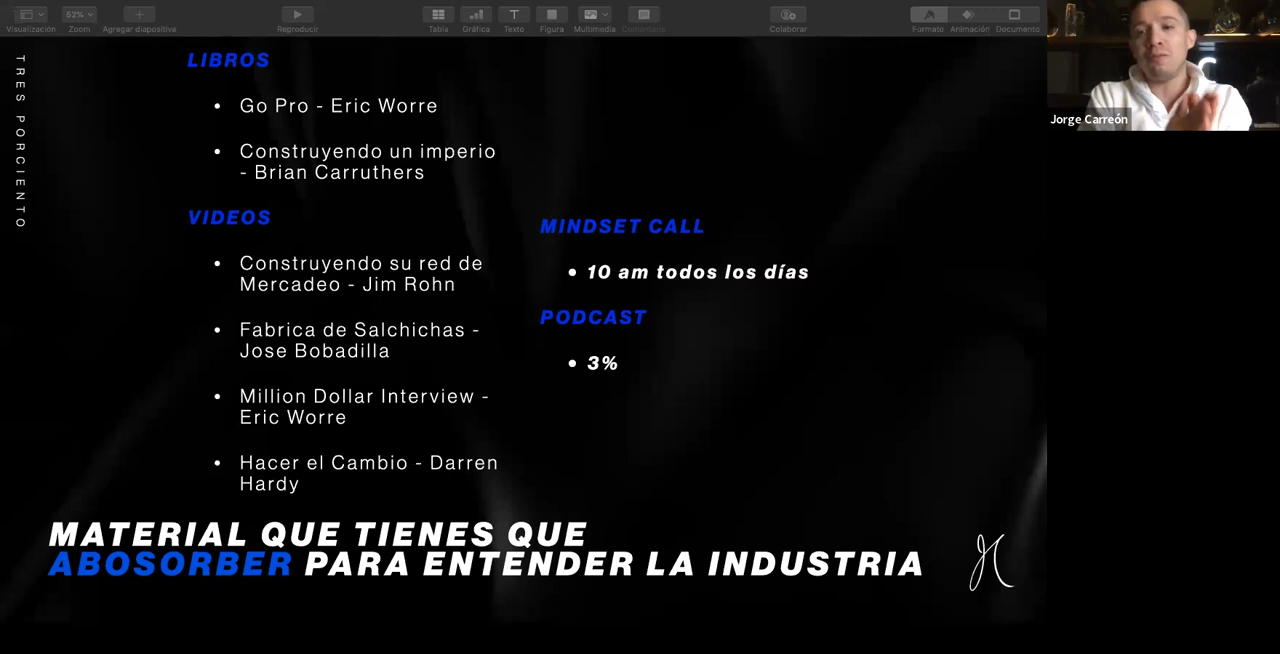 52%
Visualización
Zoom
Agregar diapositiva
Reproducir
Tabla
Gráfica
Texto
Figura
Multimedia
Comentario
Colaborar
Formato
Animación
Documento
TRES PORCIENTO
LIBROS
• Go Pro - Eric Worre
• Construyendo un imperio
- Brian Carruthers
VIDEOS
• Construyendo su red de
Mercadeo - Jim Rohn
• Fabrica de Salchichas -
Jose Bobadilla
• Million Dollar Interview -
Eric Worre
• Hacer el Cambio - Darren
Hardy
MINDSET CALL
• 10 am todos los días
PODCAST
• 3%
MATERIAL QUE TIENES QUE
ABOSORBER PARA ENTENDER LA INDUSTRIA
Jorge Carreón